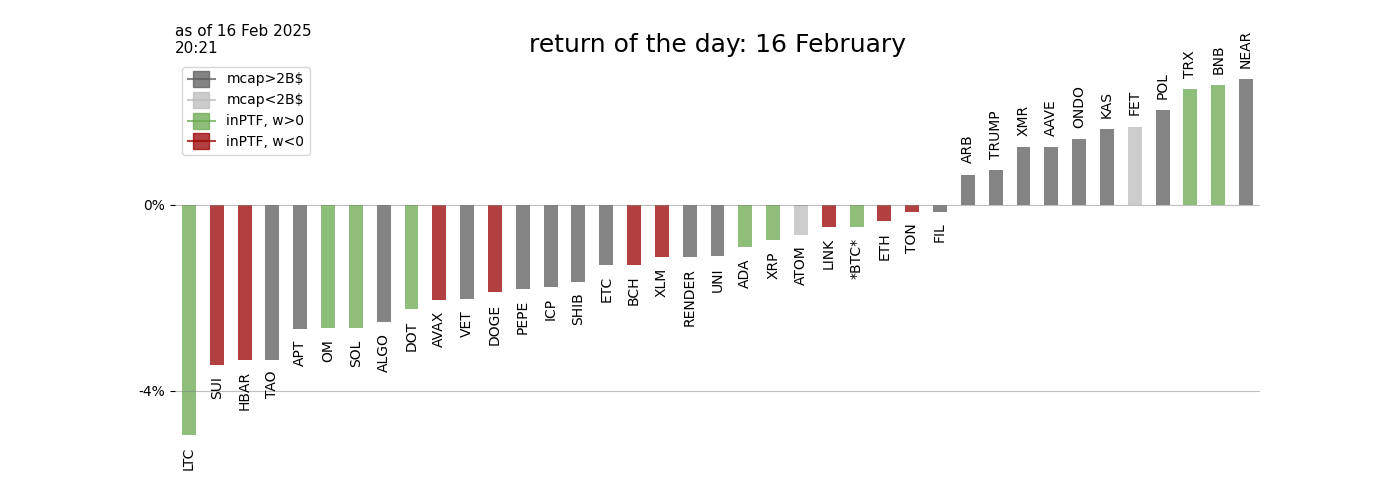 as of 16 Feb 2025
20:21
return of the day: 16 February
mcap>2B$
mcap<2B$
inPTF, w>0
inPTF, w<0
0%
-4%
LTC
SUI
HBAR
TAO
APT
OM
SOL
ALGO
DOT
AVAX
VET
DOGE
PEPE
ICP
SHIB
ETC
BCH
XLM
RENDER
UNI
ADA
XRP
ATOM
LINK
*BTC*
ETH
TON
FIL
ARB
TRUMP
XMR
AAVE
ONDO
KAS
FET
POL
TRX
BNB
NEAR